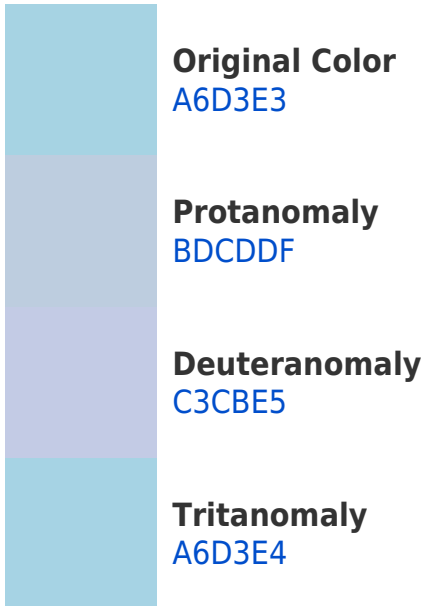 Original Color
A6D3E3
Protanomaly
BDCDDF
Deuteranomaly
C3CBE5
Tritanomaly
A6D3E4